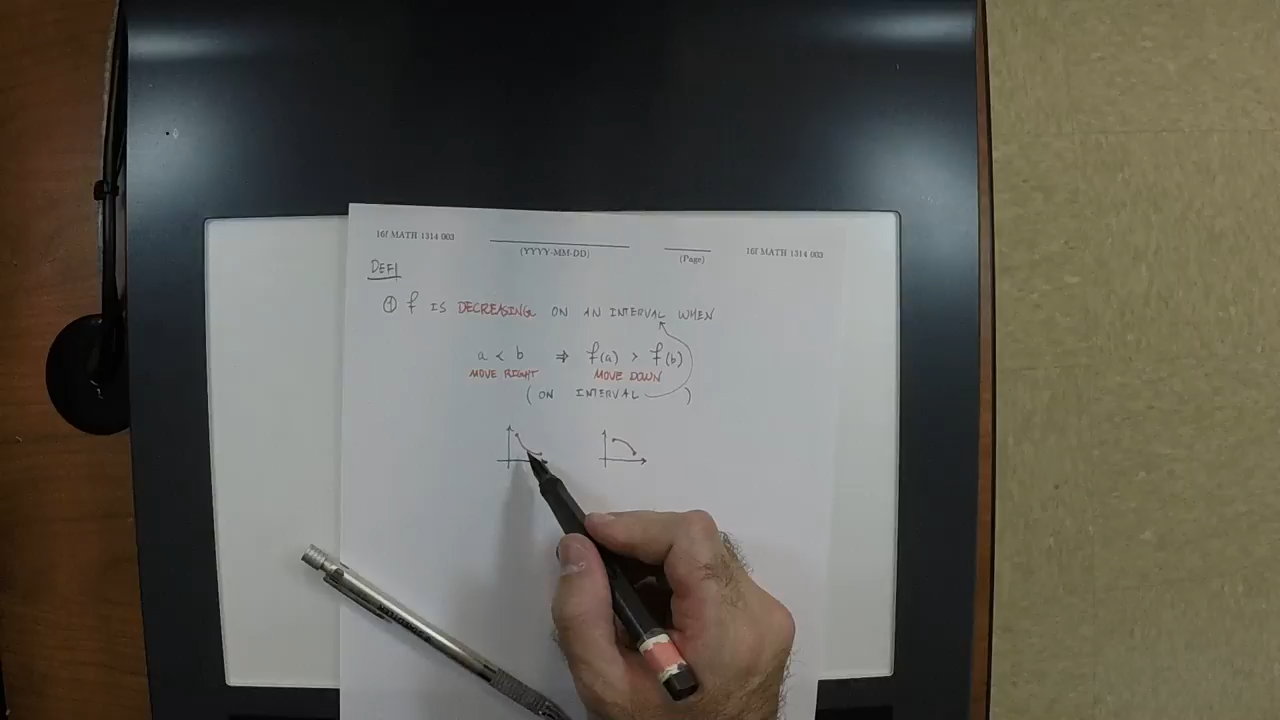 16f MATH 1314 003 (YYYY-MM-DD) (Page) 16f MATH 1314 003
DEF
① f IS DECREASING ON AN INTERVAL WHEN
a < b ⇒ f(a) > f(b)
MOVE RIGHT MOVE DOWN
(ON INTERVAL)